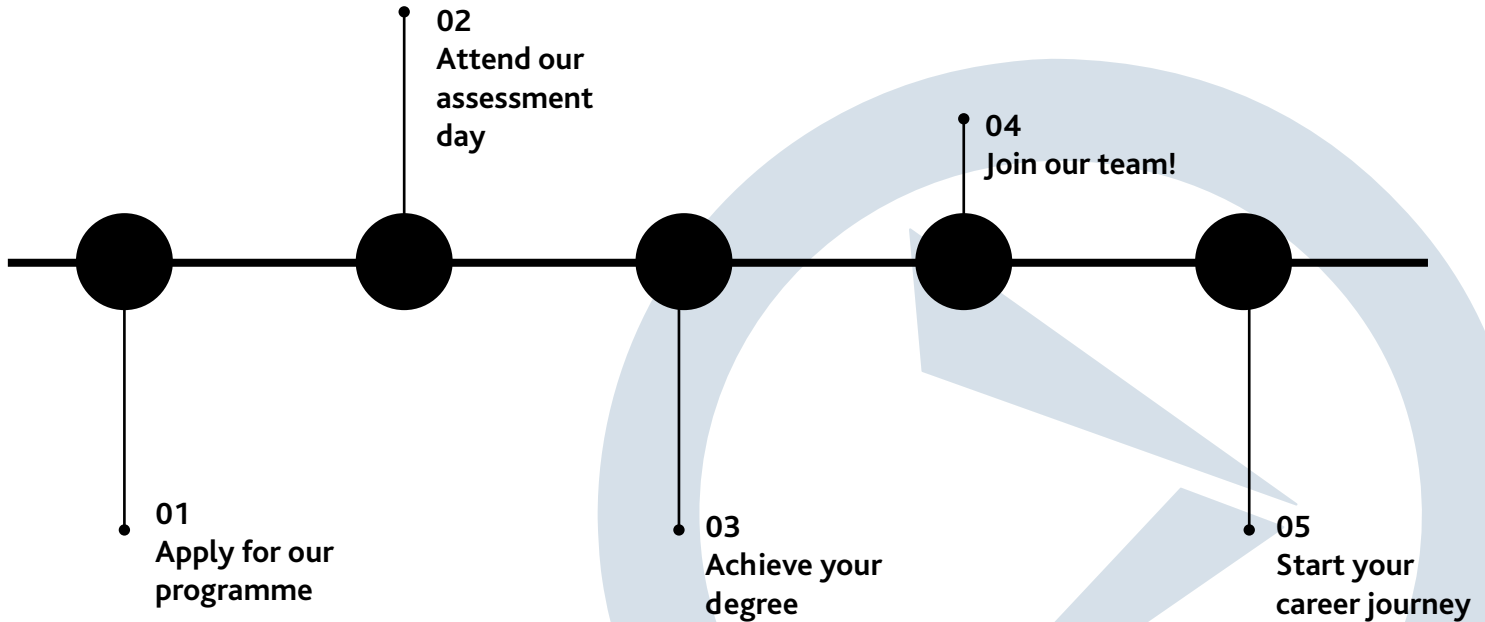 01
Apply for our
programme
02
Attend our
assessment
day
03
Achieve your
degree
04
Join our team!
05
Start your
career journey